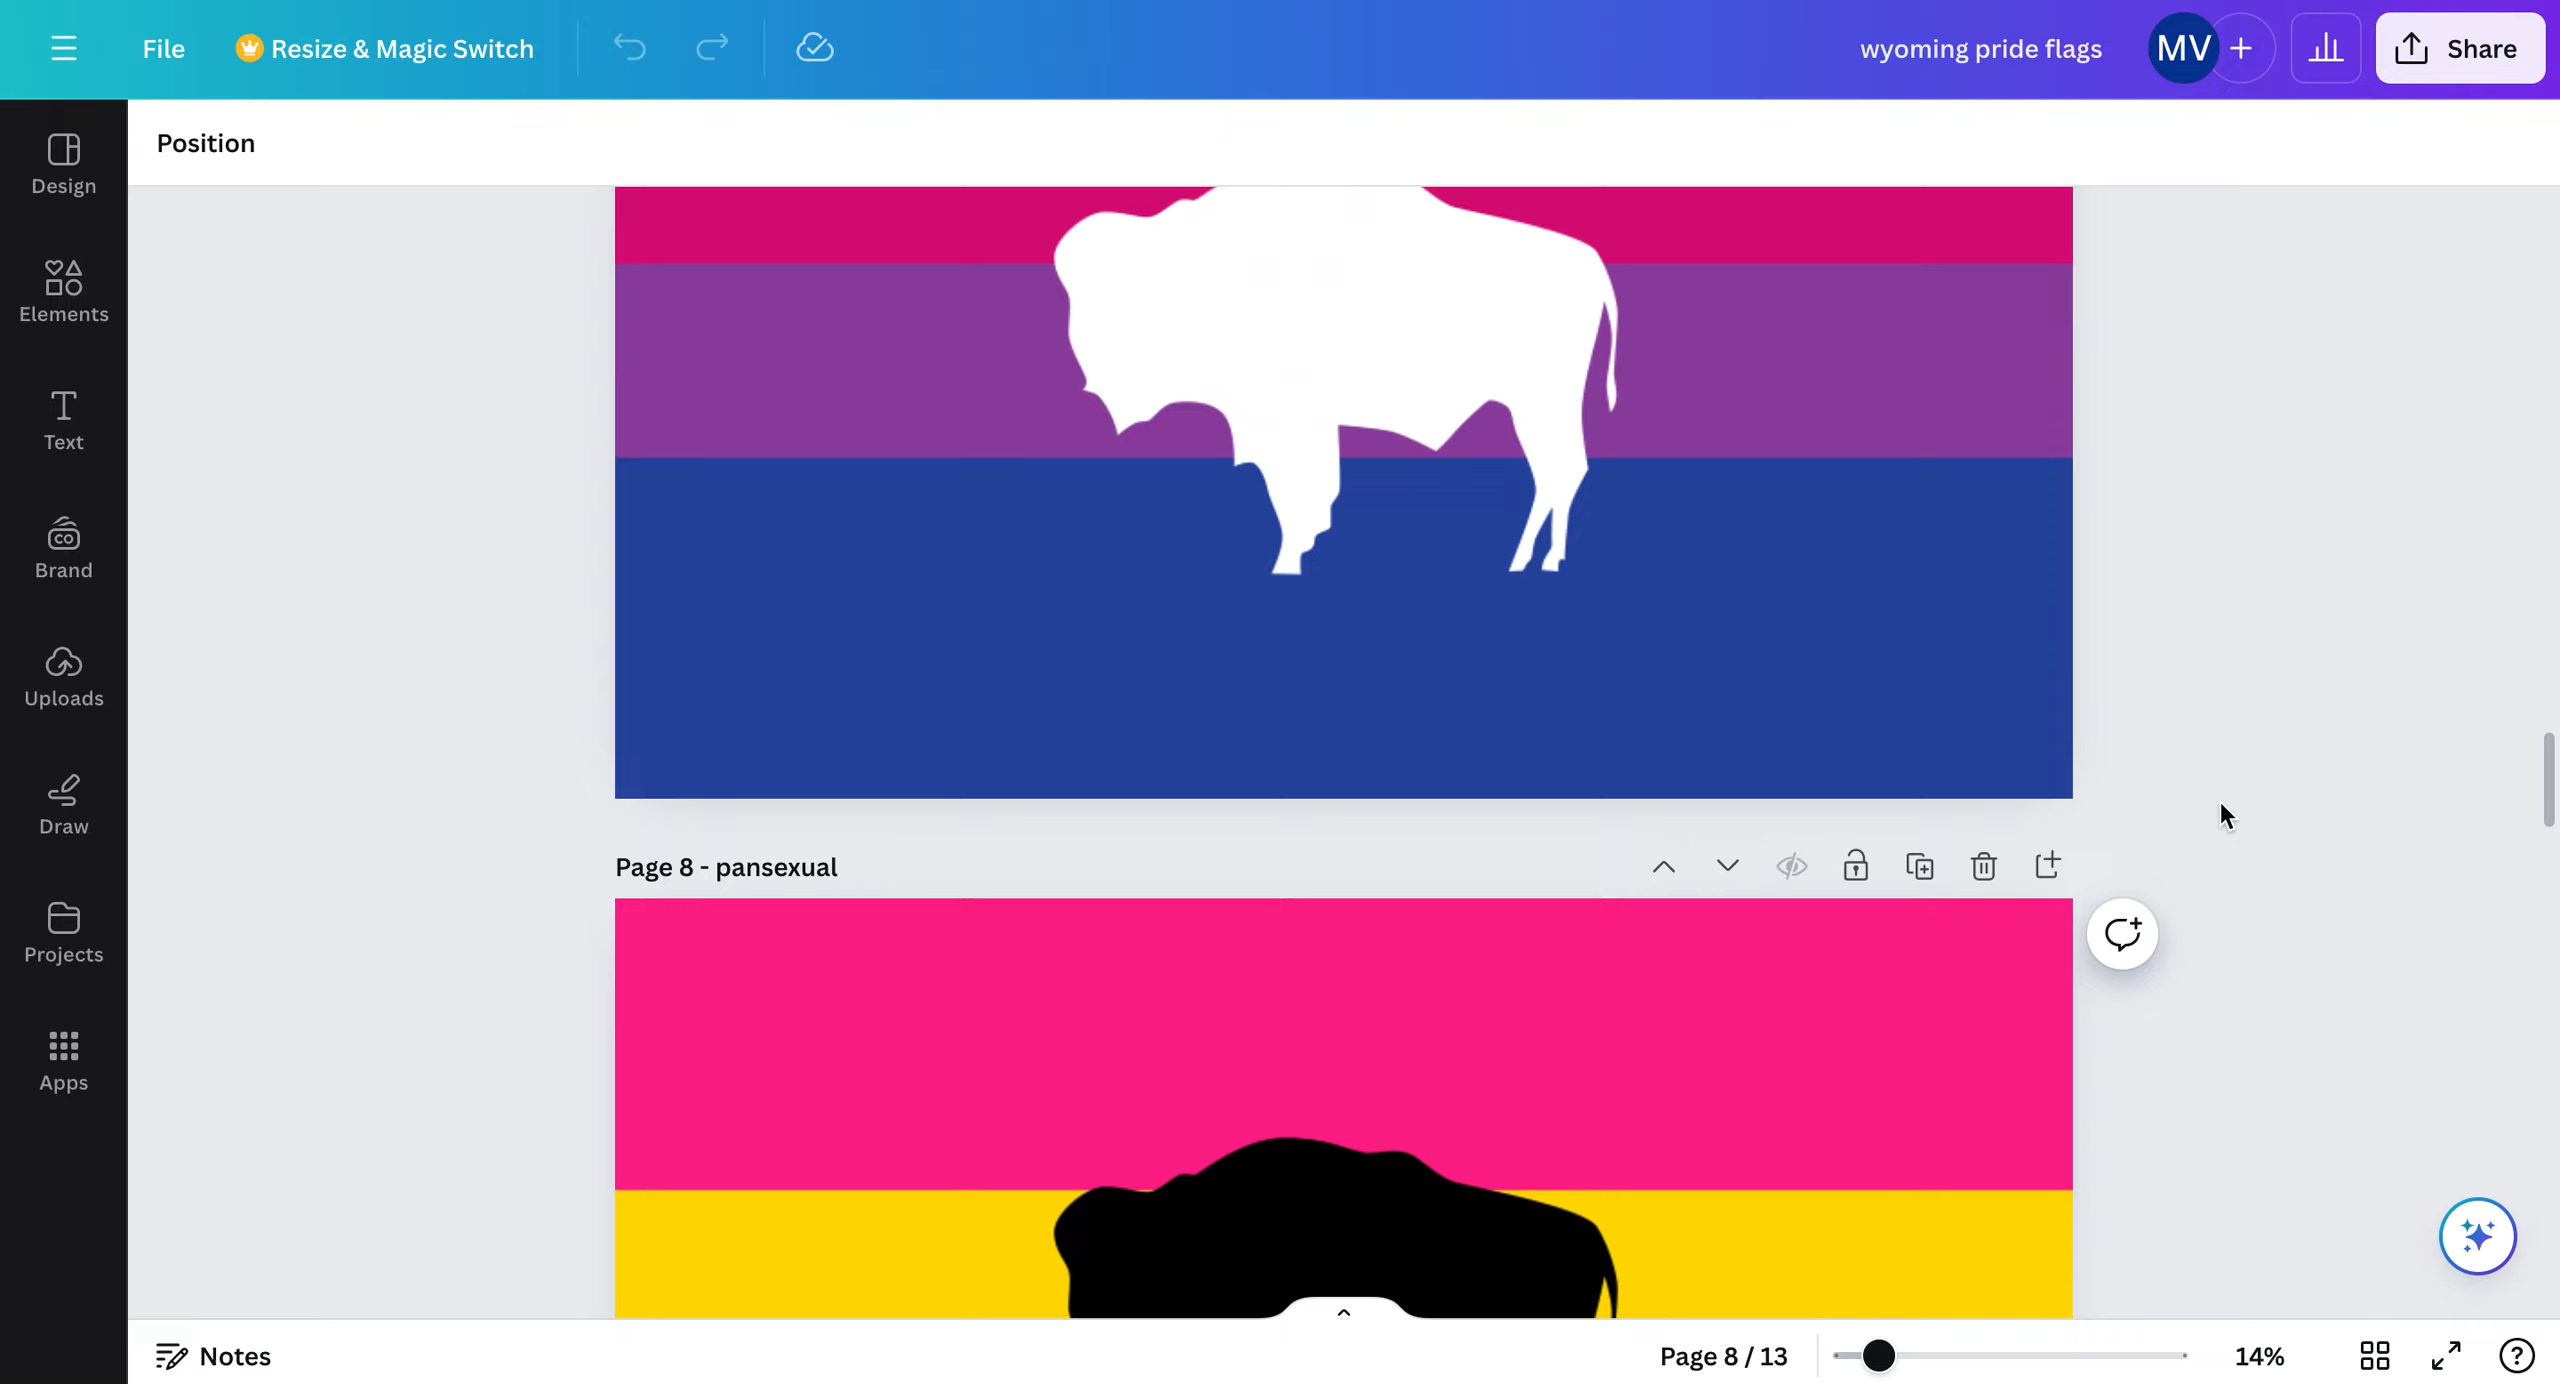 File
Resize & Magic Switch
wyoming pride flags
MV
Share
Position
Design
Elements
Text
CO
Brand
Uploads
Draw
Projects
Apps
Page 8 - pansexual
Notes
Page 8 / 13
14%